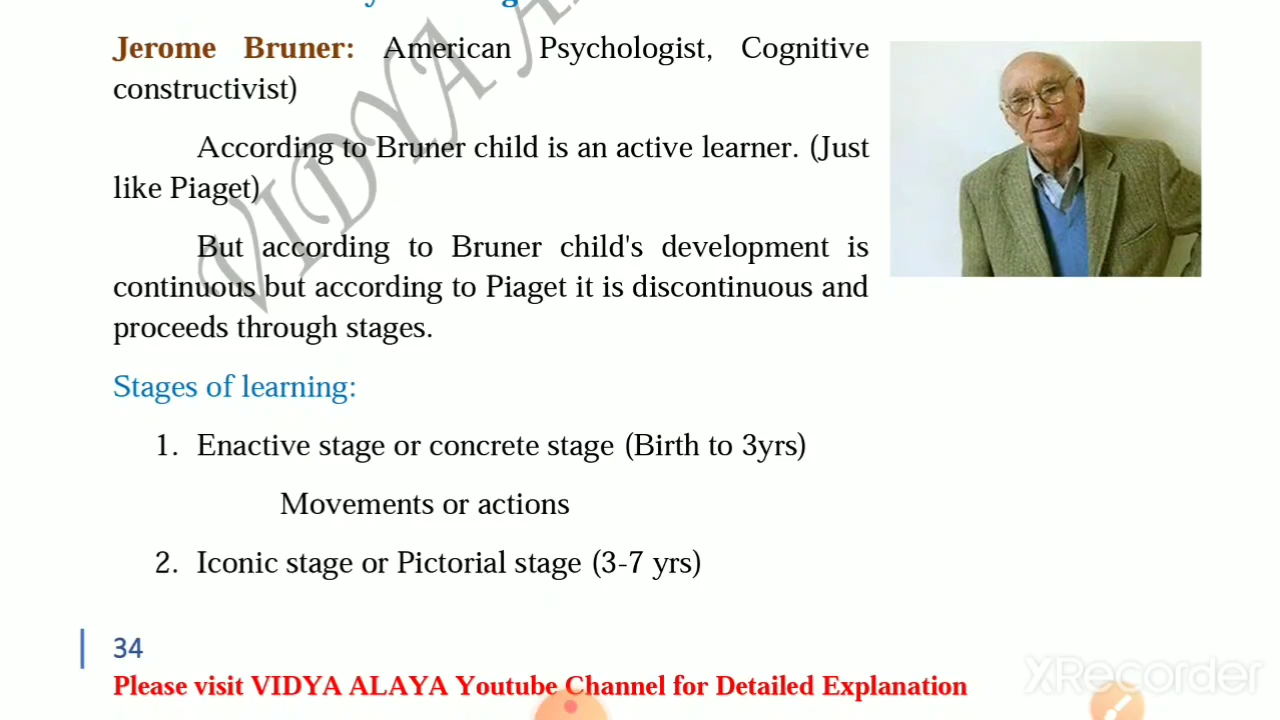 Jerome Bruner: American Psychologist, Cognitive
constructivist)
According to Bruner child is an active learner. (Just
like Piaget)
But according to Bruner child's development is
continuous but according to Piaget it is discontinuous and
proceeds through stages.
Stages of learning:
1. Enactive stage or concrete stage (Birth to 3yrs)
Movements or actions
2. Iconic stage or Pictorial stage (3-7 yrs)
34
Please visit VIDYA ALAYA Youtube Channel for Detailed Explanation
XRecorder
VIDYA A